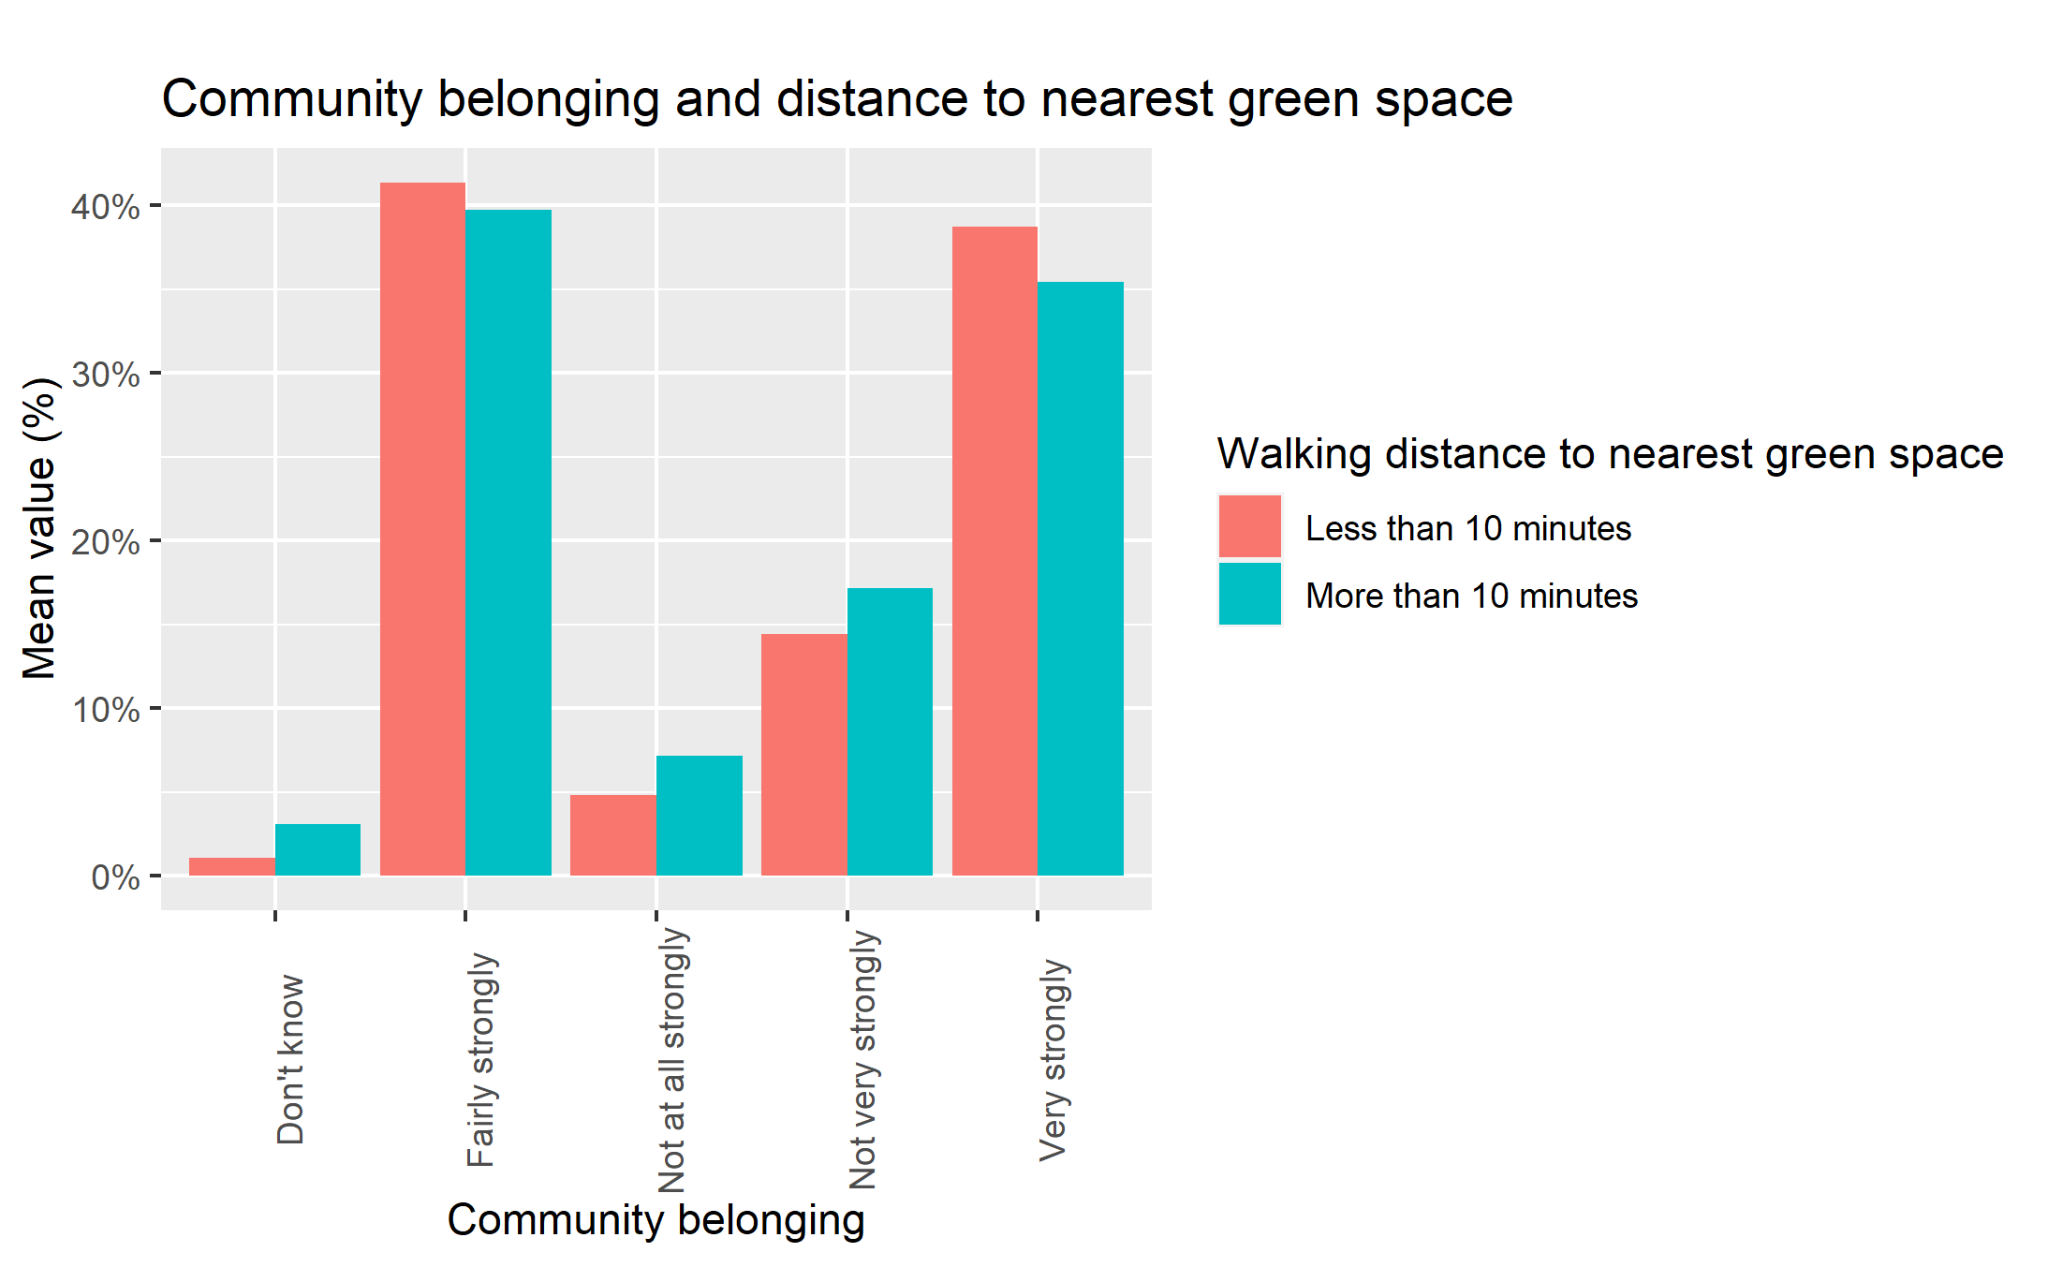 Community belonging and distance to nearest green space
Mean value (%)
40%
30%
20%
10%
0%
Don't know
Fairly strongly
Not at all strongly
Not very strongly
Very strongly
Community belonging
Walking distance to nearest green space
Less than 10 minutes
More than 10 minutes